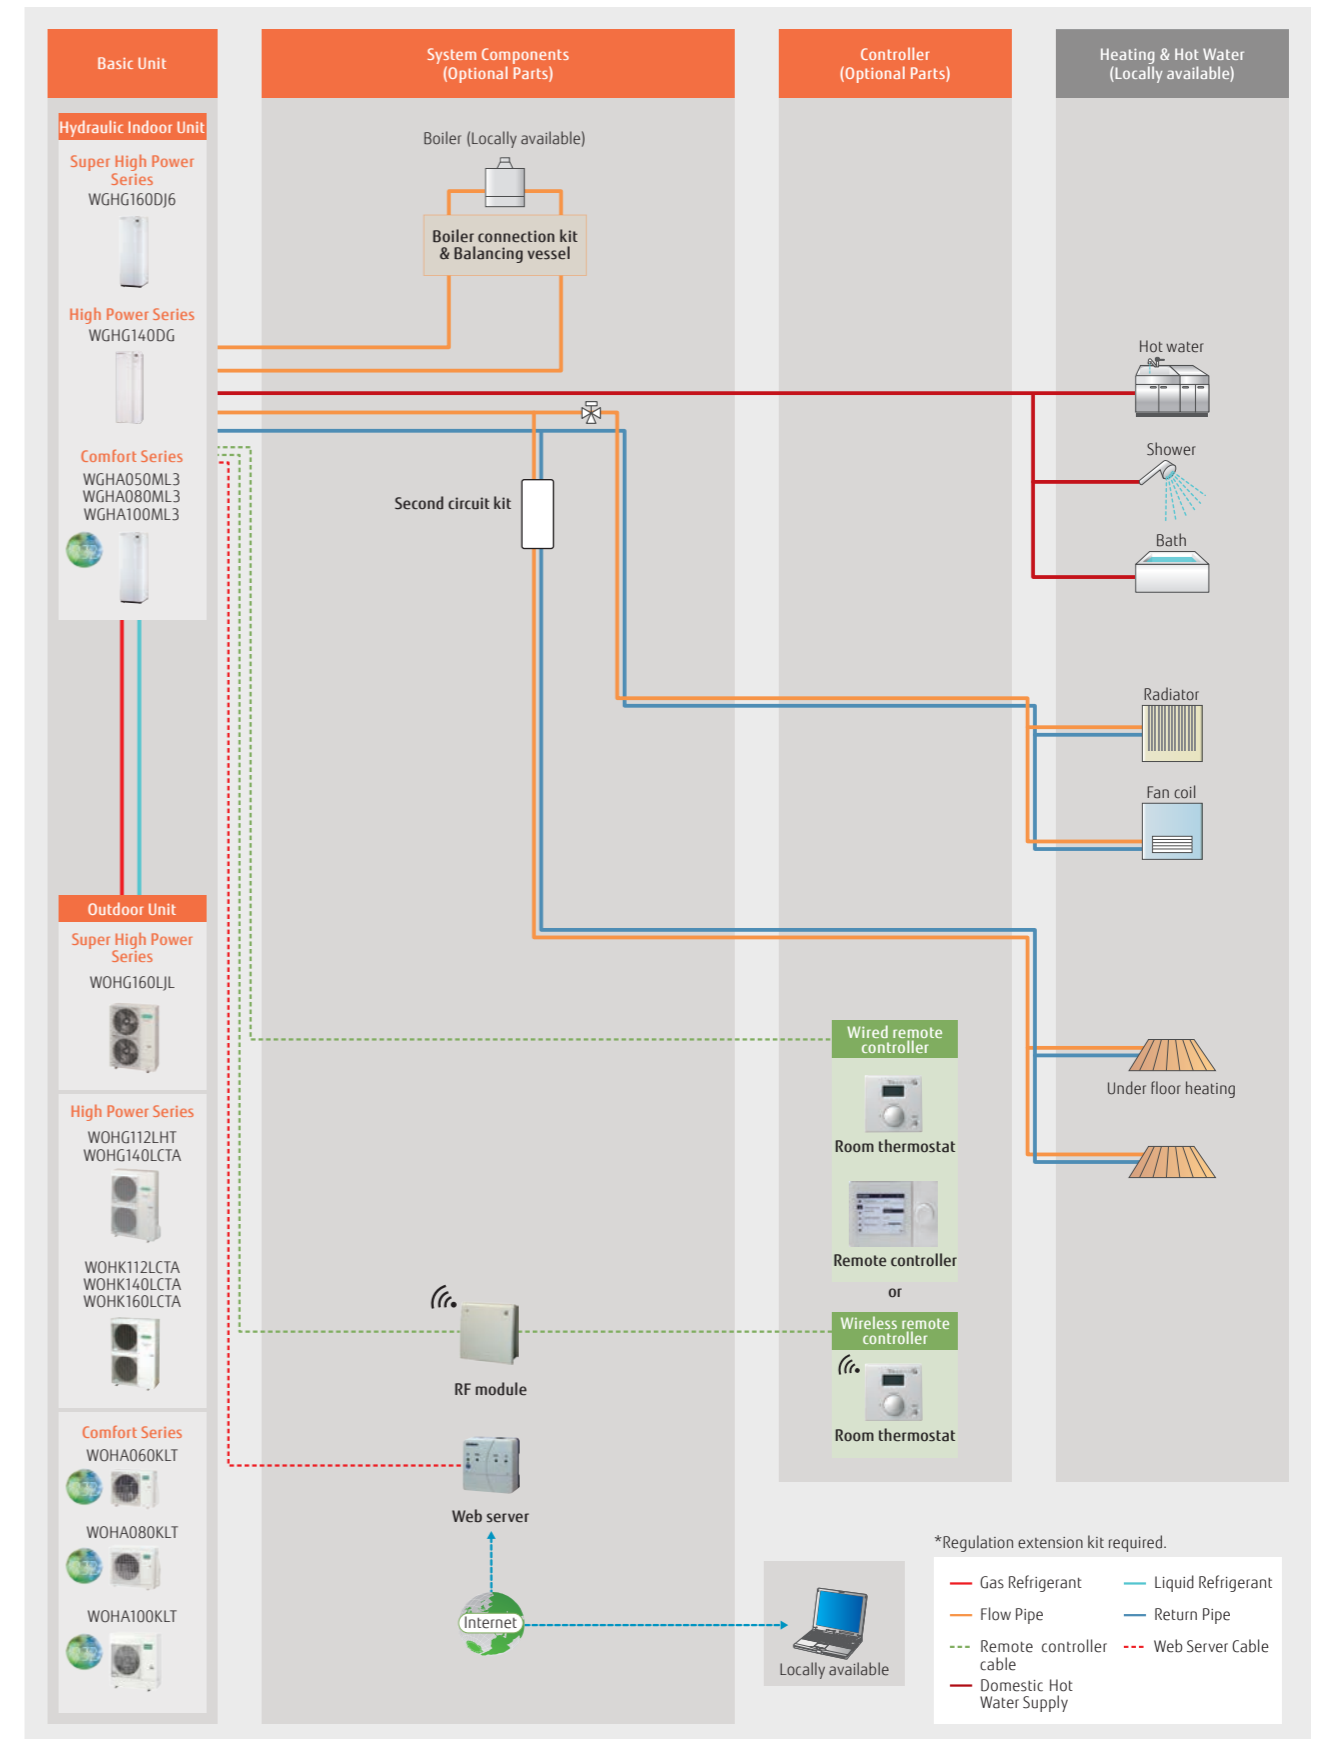 Basic Unit
System Components
(Optional Parts)
Controller
(Optional Parts)
Heating & Hot Water
(Locally available)
Hydraulic Indoor Unit
Super High Power
Series
WGHG160DJ6
High Power Series
WGHG140DG
Comfort Series
WGHA050ML3
WGHA080ML3
WGHA100ML3
Boiler (Locally available)
Boiler connection kit
& Balancing vessel
Second circuit kit
Hot water
Shower
Bath
Radiator
Fan coil
Under floor heating
Outdoor Unit
Super High Power
Series
WOHG160LJL
High Power Series
WOHG112LHT
WOHG140LCTA
WOHK112LCTA
WOHK140LCTA
WOHK160LCTA
Comfort Series
WOHA060KLT
WOHA080KLT
WOHA100KLT
RF module
Web server
Internet
Wired remote
controller
Room thermostat
Remote controller
or
Wireless remote
controller
Room thermostat
Locally available
*Regulation extension kit required.
Gas Refrigerant
Liquid Refrigerant
Flow Pipe
Return Pipe
Remote controller
cable
Web Server Cable
Domestic Hot
Water Supply